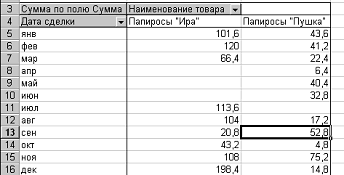 3 Сумма по полю Сумма Наименование товара
4 Дата сделки Папиросы "Ира" Папиросы "Пушка"
5 янв 101,6 43,6
6 фев 120 41,2
7 мар 66,4 22,4
8 апр 6,4
9 май 40,4
10 июн 32,8
11 июл 113,6
12 авг 104 17,2
13 сен 20,8 52,8
14 окт 43,2 4,8
15 ноя 108 75,2
16 дек 198,4 14,8